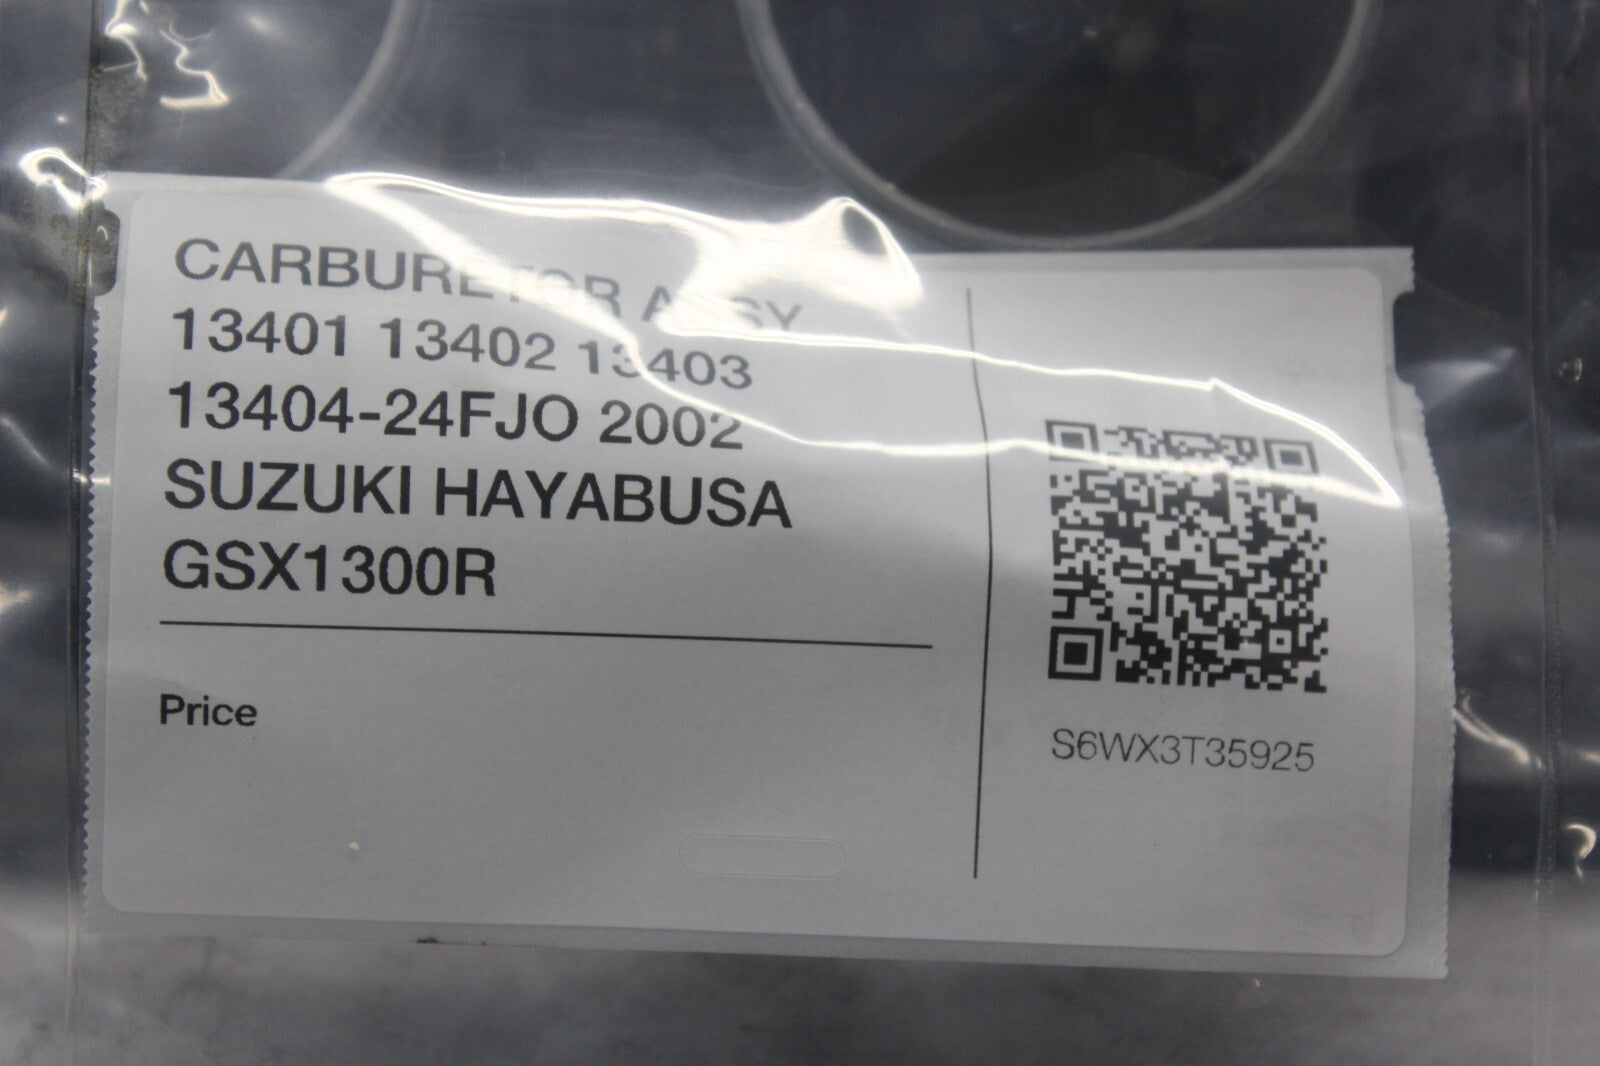 CARBURETOR ASSY
13401 13402 13403
13404-24FJO 2002
SUZUKI HAYABUSA
GSX1300R
Price
S6WX3T35925